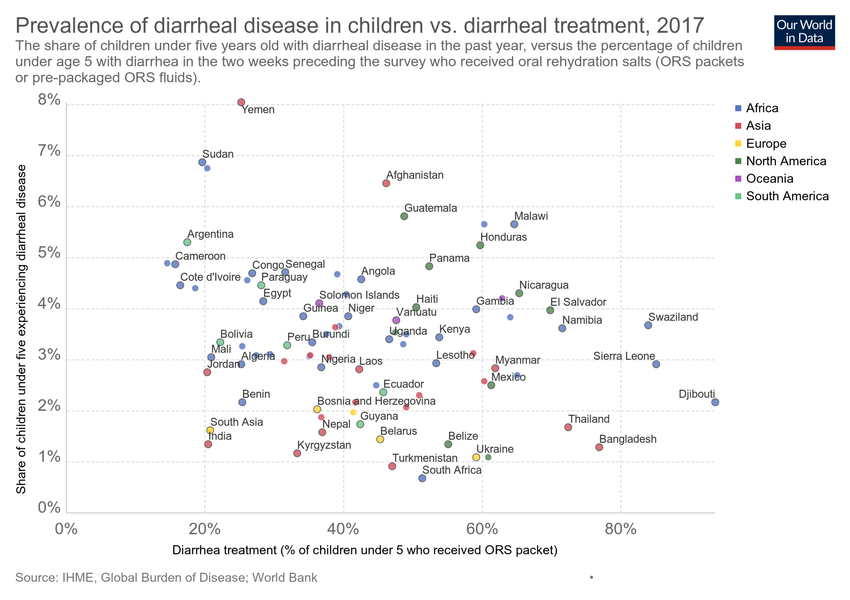 Prevalence of diarrheal disease in children vs. diarrheal treatment, 2017
The share of children under five years old with diarrheal disease in the past year, versus the percentage of children
under age 5 with diarrhea in the two weeks preceding the survey who received oral rehydration salts (ORS packets
or pre-packaged ORS fluids).
Our World
in Data
8%
Yemen
Africa
Asia
Europe
North America
Oceania
South America
7%
Sudan
Afghanistan
6%
Guatemala
Malawi
Argentina
Honduras
5%
Cameroon
Congo
Senegal
Panama
Cote d'Ivoire
Paraguay
Angola
Egypt
Solomon Islands
Nicaragua
4%
Guinea
Niger
Haiti
Vanuatu
Gambia
El Salvador
Namibia
Swaziland
Bolivia
Peru
Burundi
Uganda
Kenya
3%
Mali
Algeria
Jordan
Nigeria
Laos
Lesotho
Myanmar
Sierra Leone
Mexico
Benin
Ecuador
Djibouti
2%
Bosnia and Herzegovina
South Asia
Guyana
Thailand
India
Nepal
Belarus
Belize
Bangladesh
Kyrgyzstan
Ukraine
1%
Turkmenistan
South Africa
0%
0%
20%
40%
60%
80%
Share of children under five experiencing diarrheal disease
Diarrhea treatment (% of children under 5 who received ORS packet)
Source: IHME, Global Burden of Disease; World Bank